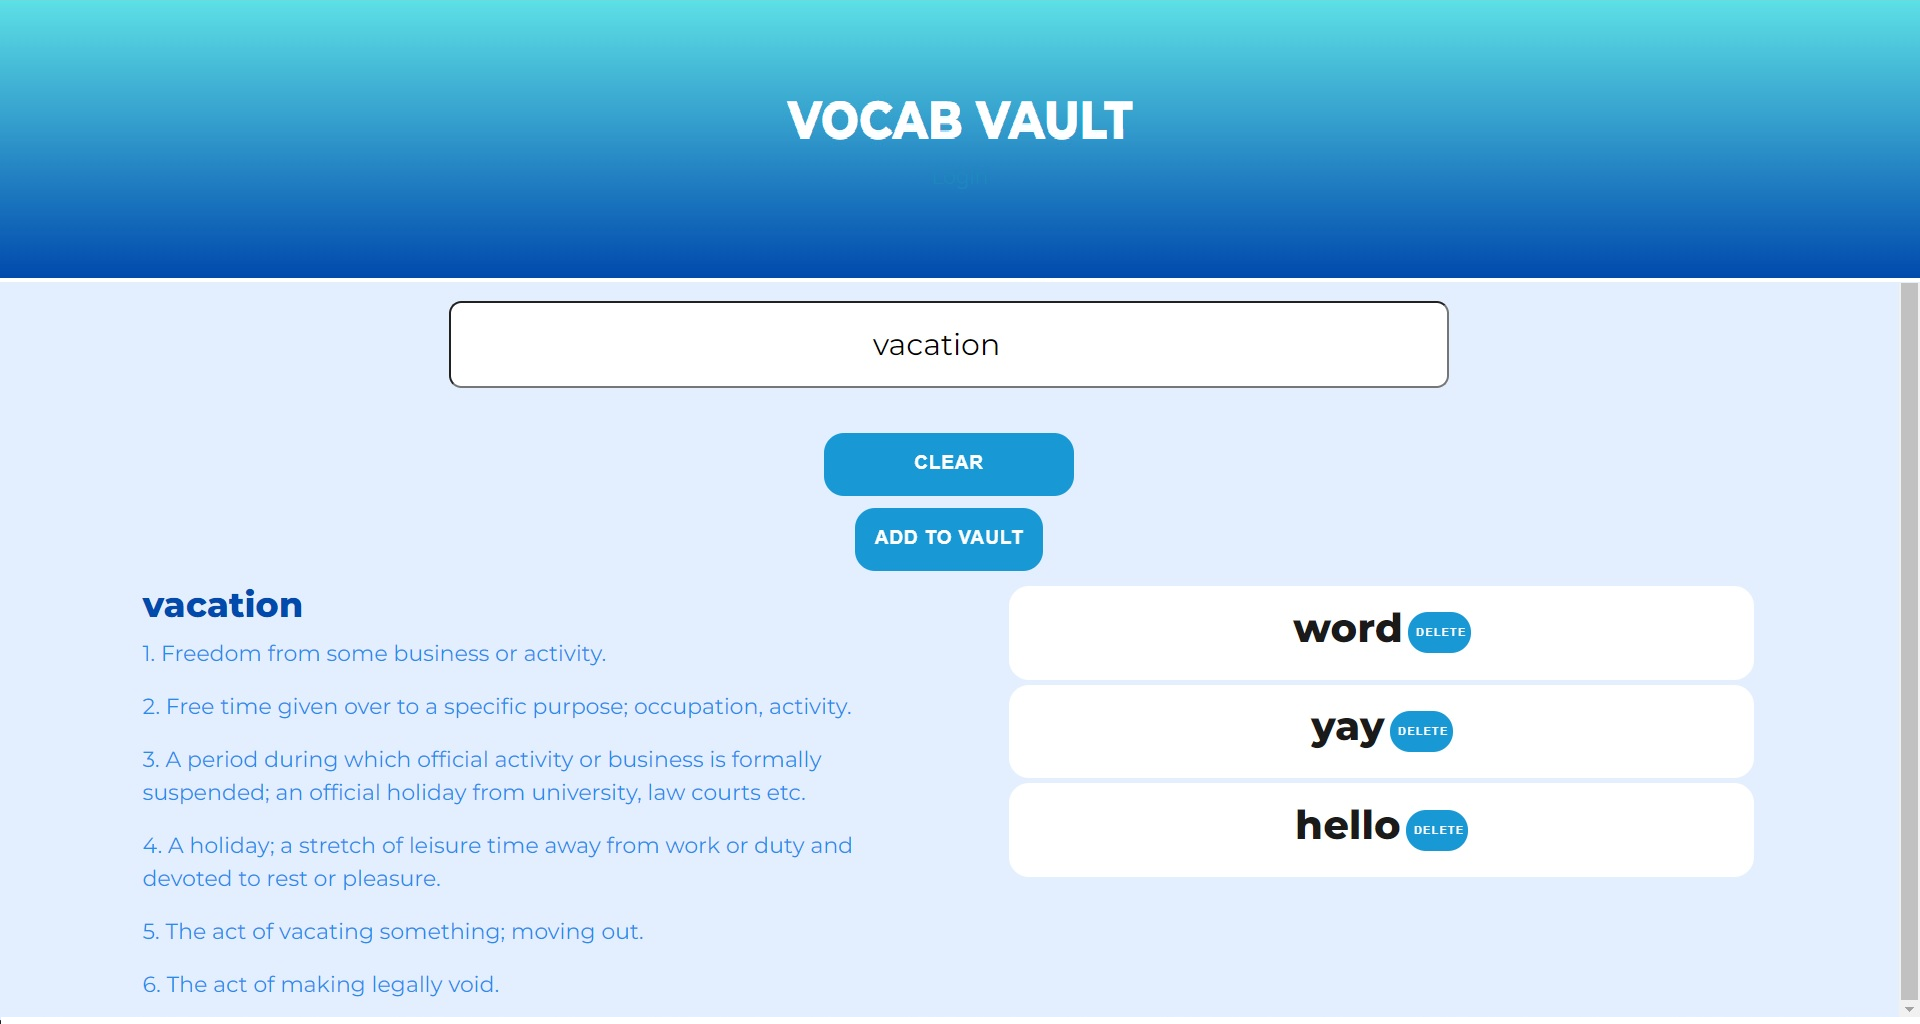 VOCAB VAULT
Login
vacation
CLEAR
ADD TO VAULT
vacation
1. Freedom from some business or activity.
2. Free time given over to a specific purpose; occupation, activity.
3. A period during which official activity or business is formally
suspended; an official holiday from university, law courts etc.
4. A holiday; a stretch of leisure time away from work or duty and
devoted to rest or pleasure.
5. The act of vacating something; moving out.
6. The act of making legally void.
word DELETE
yay DELETE
hello DELETE